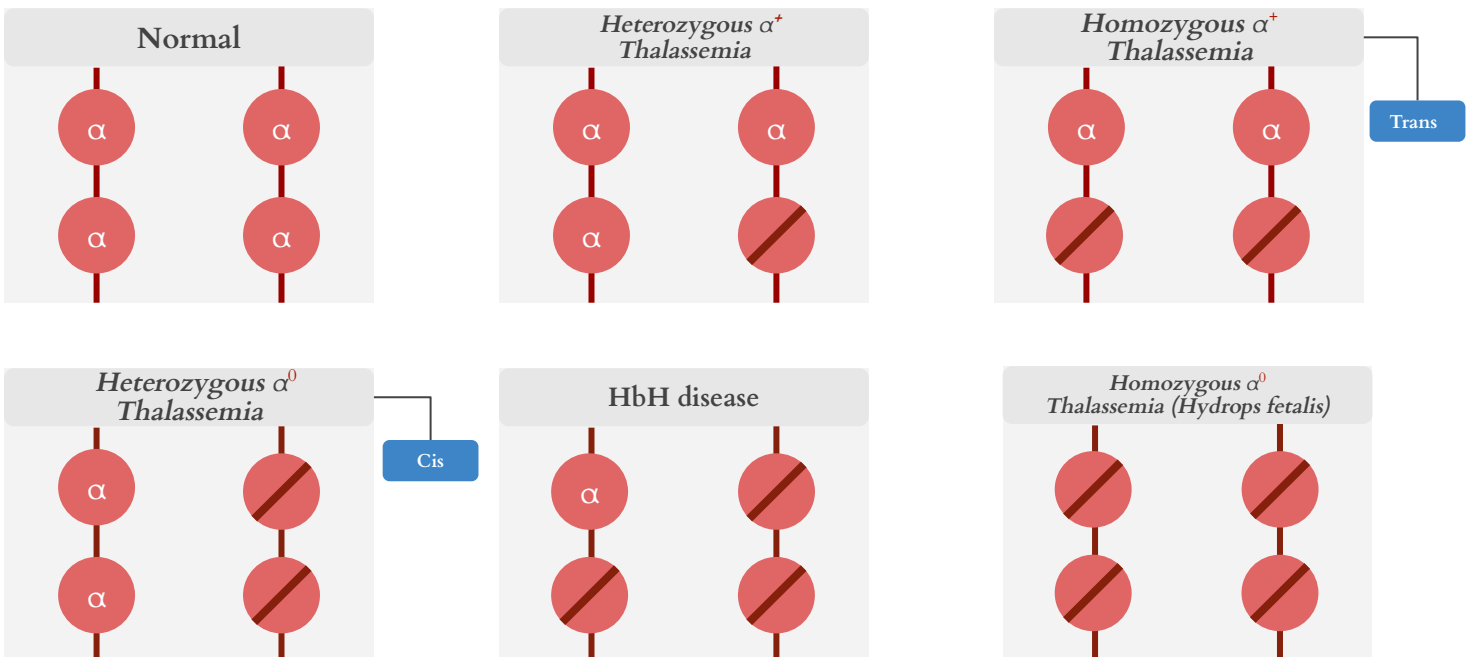 Normal
Heterozygous α⁺
Thalassemia
Homozygous α⁺
Thalassemia
Trans
α α
α α
α α
α
α α
Heterozygous α⁰
Thalassemia
Cis
HbH disease
Homozygous α⁰
Thalassemia (Hydrops fetalis)
α
α
α